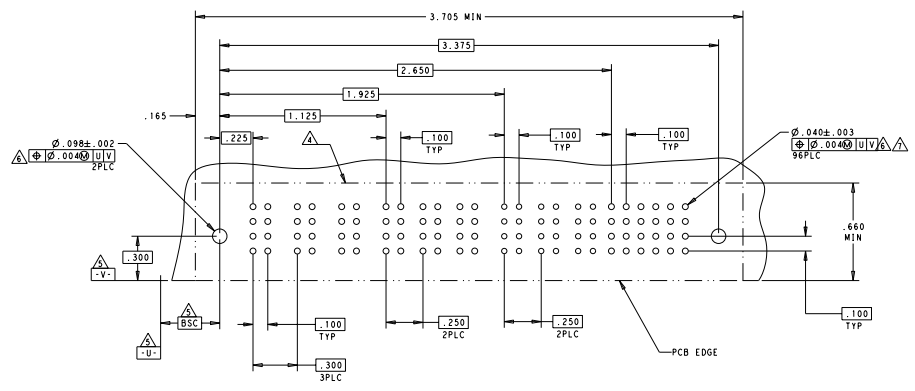 3.705 MIN
3.375
2.650
1.925
.165
1.125
.225
.100
TYP
.100
TYP
.100
TYP
4
Ø.098±.002
6 ⌖ Ø.004Ⓜ U V
2PLC
Ø.040±.003
⌖ Ø.004Ⓜ U V 6 7
96PLC
.660
MIN
.300
5
-V-
5
BSC
5
-U-
.100
TYP
.300
3PLC
.250
2PLC
.250
2PLC
.100
TYP
PCB EDGE